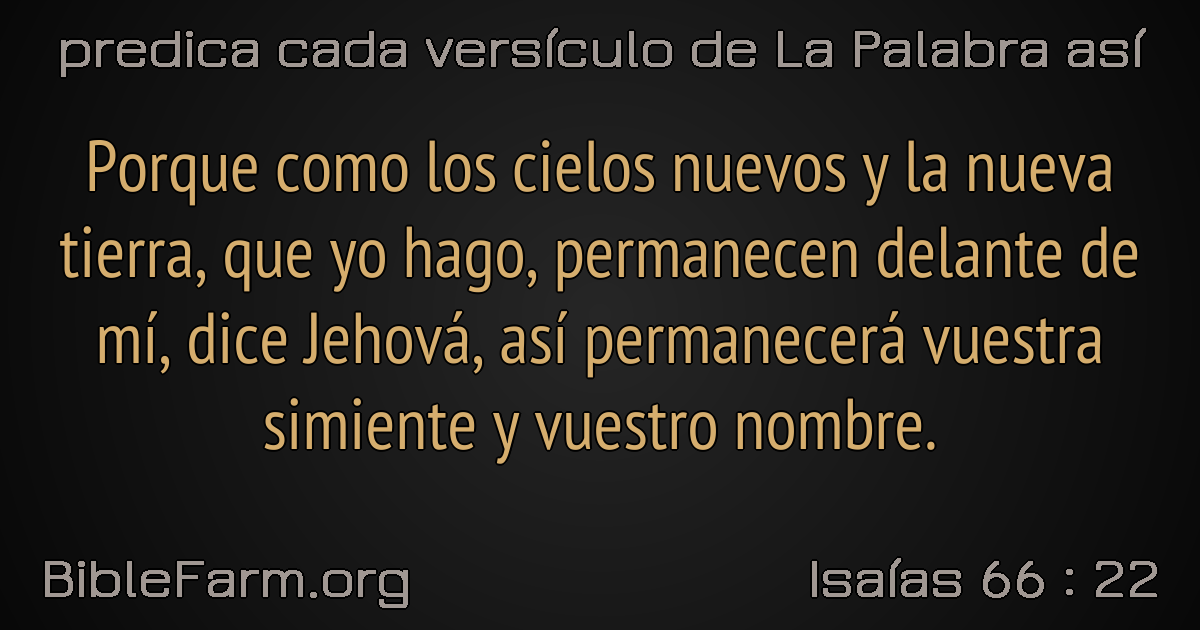 predica cada versículo de La Palabra así
Porque como los cielos nuevos y la nueva
tierra, que yo hago, permanecen delante de
mí, dice Jehová, así permanecerá vuestra
simiente y vuestro nombre.
BibleFarm.org
Isaías 66 : 22